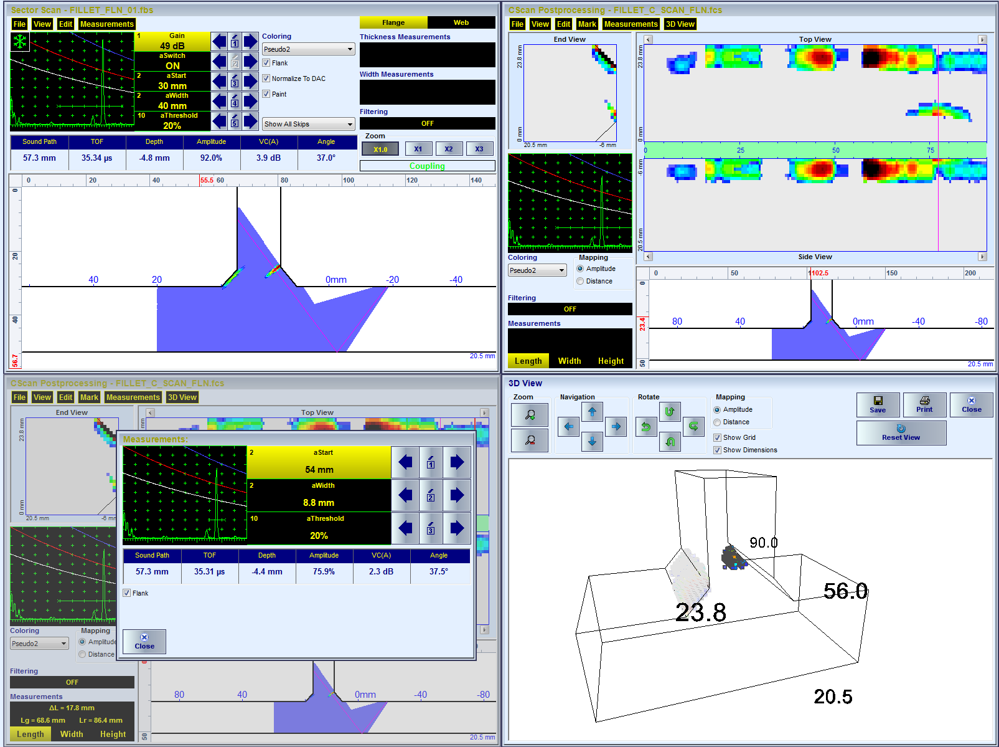 Sector Scan - FILLET_FLN_01.fbs
File View Edit Measurements
1 Gain
49 dB
aSwitch
ON
2 aStart
30 mm
2 aWidth
40 mm
10 aThreshold
20%
1
2
3
4
5
Coloring
Pseudo2
Flank
Normalize To DAC
Paint
Show All Skips
Flange Web
Thickness Measurements
Width Measurements
Filtering
OFF
Zoom
X1.0 X1 X2 X3
Coupling
Sound Path TOF Depth Amplitude VC(A) Angle
57.3 mm 35.34 µs -4.8 mm 92.0% 3.9 dB 37.0°
0 20 40 55.5 60 80 100 120 140
0
20
40
56.7
40 20 0mm -20 -40
20.5 mm
CScan Postprocessing - FILLET_C_SCAN_FLN.fcs
File View Edit Mark Measurements 3D View
End View
23.8 mm
0 mm
20.5 mm -6 mm
Top View
23.8 mm
0 mm
0 25 50 75
-6 mm
20.5 mm
Side View
Coloring
Pseudo2
Mapping
Amplitude
Distance
Filtering
OFF
Measurements
Length Width Height
0 50 102.5 150 200
0
23.4
50
80 40 0mm -40 -80
20.5 mm
CScan Postprocessing - FILLET_C_SCAN_FLN.fcs
File View Edit Mark Measurements 3D View
End View
23.8 mm
0 mm
20.5 mm -6 mm
Top View
Measurements:
2 aStart
54 mm
2 aWidth
8.8 mm
10 aThreshold
20%
1
2
3
Sound Path TOF Depth Amplitude VC(A) Angle
57.3 mm 35.31 µs -4.4 mm 75.9% 2.3 dB 37.5°
Flank
Close
Coloring
Pseudo2
Mapping
Amplitude
Distance
Filtering
OFF
Measurements
ΔL = 17.8 mm
Lg = 68.6 mm Lr = 86.4 mm
Length Width Height
50
80 40 0mm -40 -80
20.5 mm
3D View
Zoom
Navigation
Rotate
Mapping
Amplitude
Distance
Show Grid
Show Dimensions
Save Print Close
Reset View
90.0
56.0
23.8
20.5